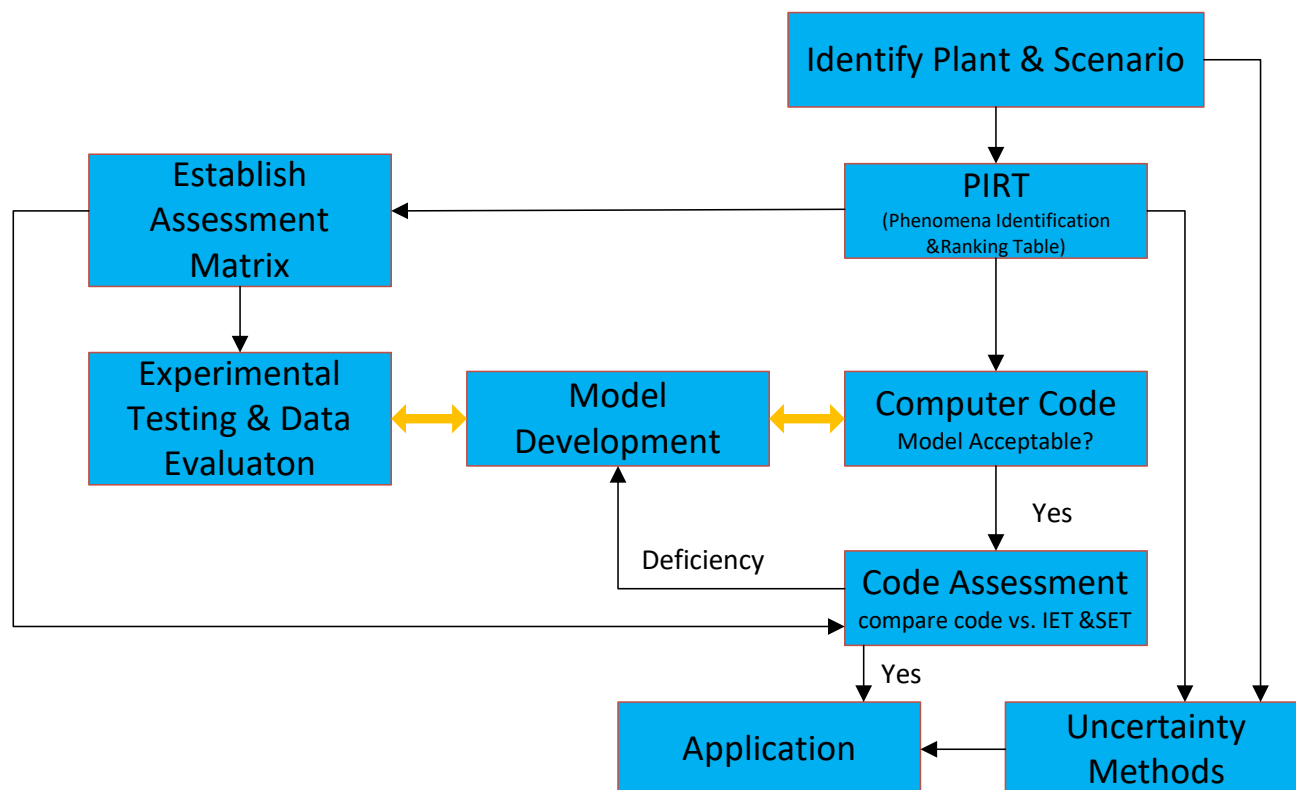 Identify Plant & Scenario
Establish
Assessment
Matrix
PIRT
(Phenomena Identification
&Ranking Table)
Experimental
Testing & Data
Evaluaton
Model
Development
Computer Code
Model Acceptable?
Yes
Deficiency
Code Assessment
compare code vs. IET &SET
Yes
Application
Uncertainty
Methods